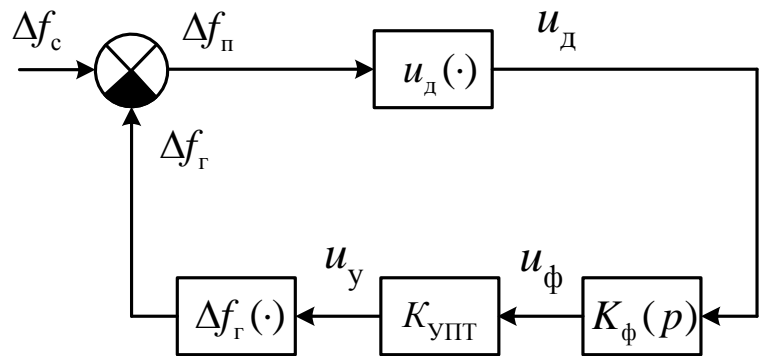 Δf_с
Δf_п
u_д(·)
u_д
Δf_г
Δf_г(·)
u_у
K_УПТ
u_ф
K_ф(p)